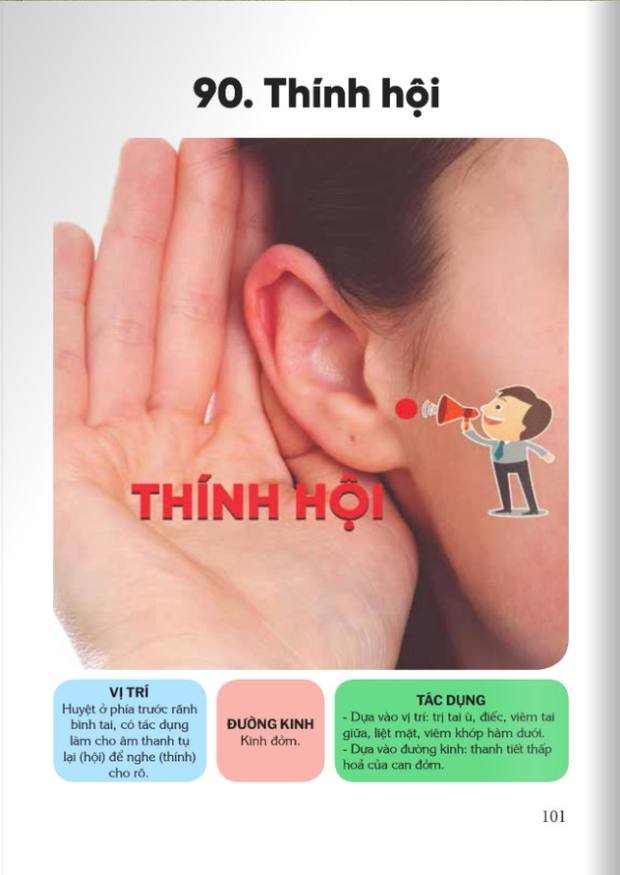 90. Thính hội
THÍNH HỘI
VỊ TRÍ
Huyệt ở phía trước rãnh
bình tai, có tác dụng
làm cho âm thanh tụ
lại (hội) để nghe (thính)
cho rõ.
ĐƯỜNG KINH
Kinh đởm.
TÁC DỤNG
- Dựa vào vị trí: trị tai ù, điếc, viêm tai
giữa, liệt mặt, viêm khớp hàm dưới.
- Dựa vào đường kinh: thanh tiết thấp
hoả của can đởm.
101